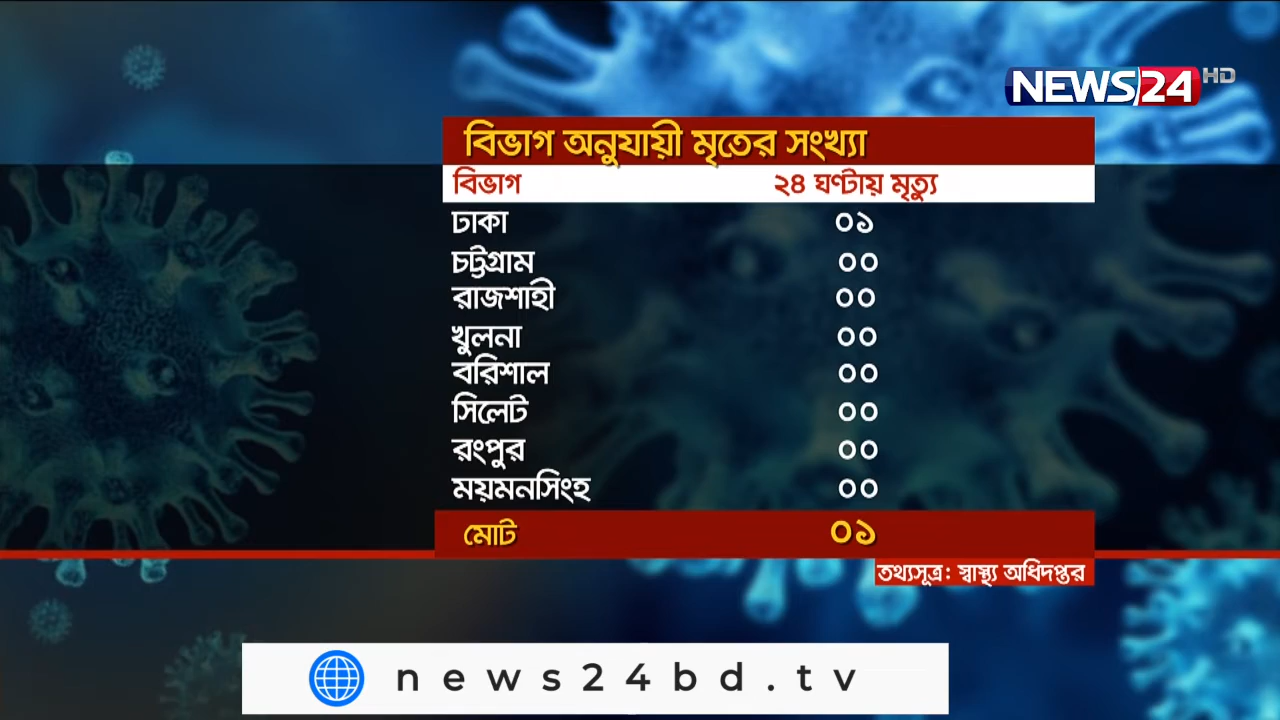 NEWS24 HD
বিভাগ অনুযায়ী মৃতের সংখ্যা
বিভাগ ২৪ ঘণ্টায় মৃত্যু
ঢাকা ০১
চট্টগ্রাম ০০
রাজশাহী ০০
খুলনা ০০
বরিশাল ০০
সিলেট ০০
রংপুর ০০
ময়মনসিংহ ০০
মোট ০১
তথ্যসূত্র: স্বাস্থ্য অধিদপ্তর
news24bd.tv